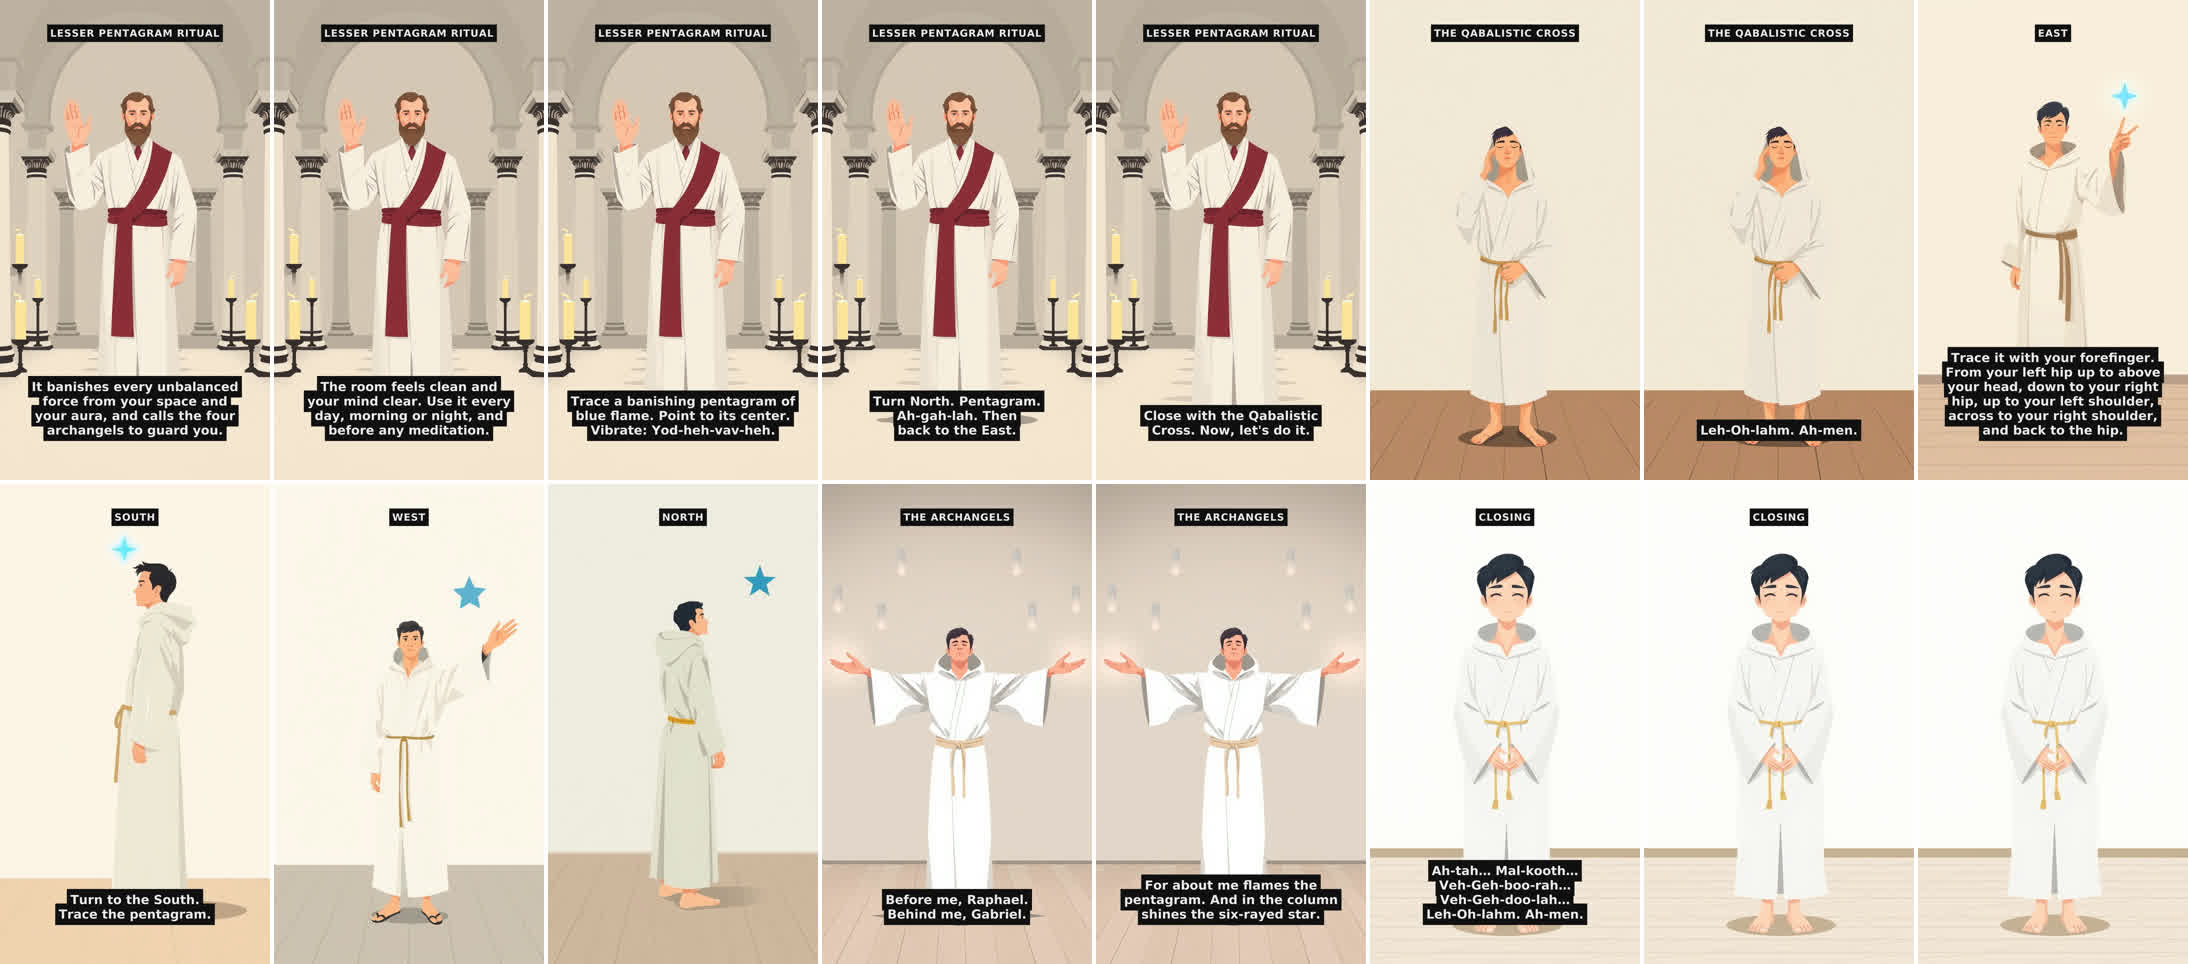 LESSER PENTAGRAM RITUAL
It banishes every unbalanced
force from your space and
your aura, and calls the four
archangels to guard you.
LESSER PENTAGRAM RITUAL
The room feels clean and
your mind clear. Use it every
day, morning or night, and
before any meditation.
LESSER PENTAGRAM RITUAL
Trace a banishing pentagram of
blue flame. Point to its center.
Vibrate: Yod-heh-vav-heh.
LESSER PENTAGRAM RITUAL
Turn North. Pentagram.
Ah-gah-lah. Then
back to the East.
LESSER PENTAGRAM RITUAL
Close with the Qabalistic
Cross. Now, let's do it.
THE QABALISTIC CROSS
THE QABALISTIC CROSS
Leh-Oh-lahm. Ah-men.
EAST
Trace it with your forefinger.
From your left hip up to above
your head, down to your right
hip, up to your left shoulder,
across to your right shoulder,
and back to the hip.
SOUTH
Turn to the South.
Trace the pentagram.
WEST
NORTH
THE ARCHANGELS
Before me, Raphael.
Behind me, Gabriel.
THE ARCHANGELS
For about me flames the
pentagram. And in the column
shines the six-rayed star.
CLOSING
Ah-tah... Mal-kooth...
Veh-Geh-boo-rah...
Veh-Geh-doo-lah...
Leh-Oh-lahm. Ah-men.
CLOSING